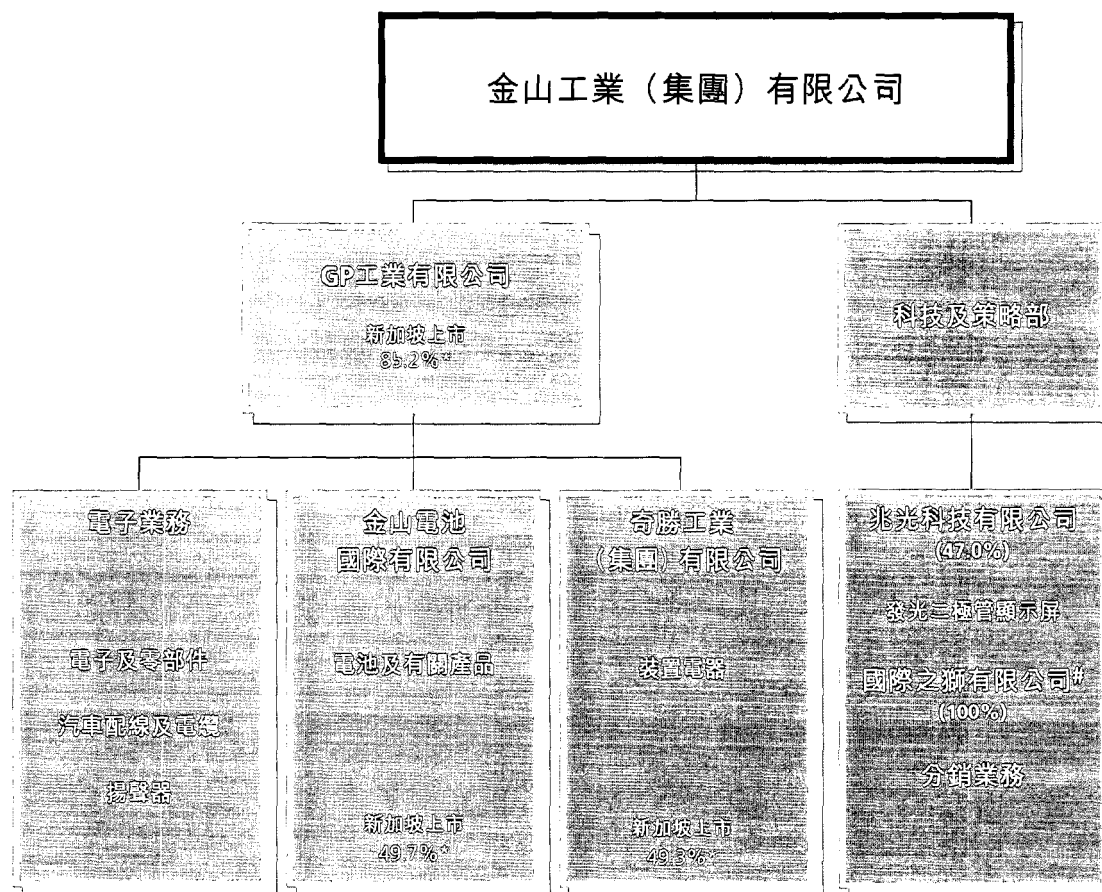 金山工業（集團）有限公司
GP工業有限公司
新加坡上市
85.2%*
科技及策略部
電子業務
電子及零部件
汽車配線及電纜
揚聲器
金山電池
國際有限公司
電池及有關產品
新加坡上市
49.7%*
奇勝工業
（集團）有限公司
裝置電器
新加坡上市
49.3%*
兆光科技有限公司
(47.0%)
發光二極管顯示屏
國際之獅有限公司#
(100%)
分銷業務